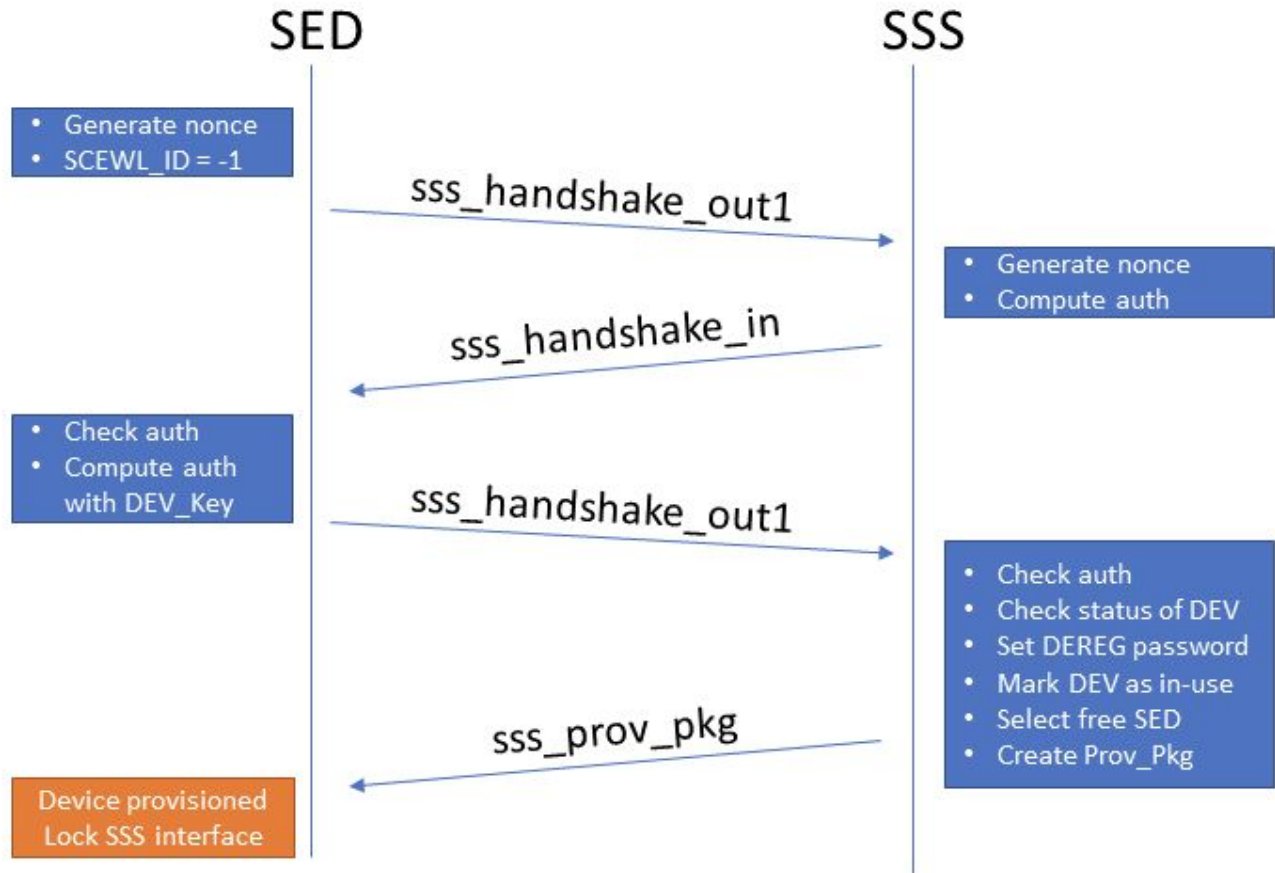 SED
SSS
• Generate nonce
• SCEWL_ID = -1
sss_handshake_out1
• Generate nonce
• Compute auth
sss_handshake_in
• Check auth
• Compute auth
with DEV_Key
sss_handshake_out1
• Check auth
• Check status of DEV
• Set DEREG password
• Mark DEV as in-use
• Select free SED
• Create Prov_Pkg
sss_prov_pkg
Device provisioned
Lock SSS interface